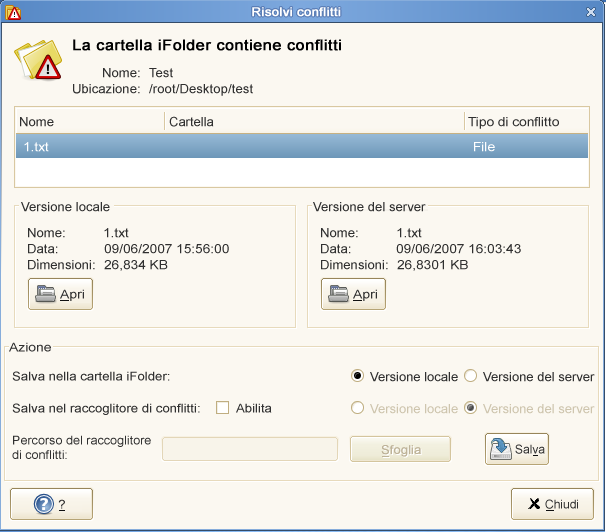 Risolvi conflitti
La cartella iFolder contiene conflitti
Nome: Test
Ubicazione: /root/Desktop/test
Nome Cartella Tipo di conflitto
1.txt File
Versione locale
Nome: 1.txt
Data: 09/06/2007 15:56:00
Dimensioni: 26,834 KB
Apri
Versione del server
Nome: 1.txt
Data: 09/06/2007 16:03:43
Dimensioni: 26,8301 KB
Apri
Azione
Salva nella cartella iFolder: Versione locale Versione del server
Salva nel raccoglitore di conflitti: Abilita Versione locale Versione del server
Percorso del raccoglitore
di conflitti:
Sfoglia Salva
? Chiudi